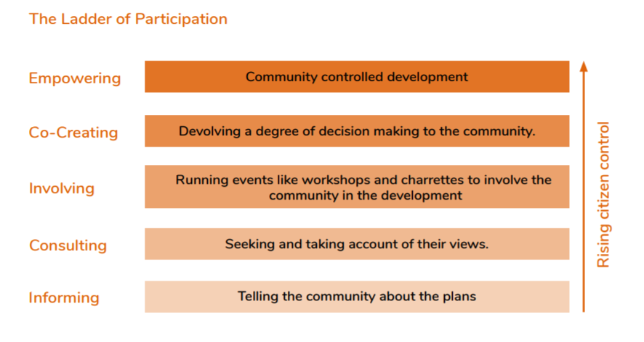 The Ladder of Participation
Empowering
Community controlled development
Co-Creating
Devolving a degree of decision making to the community.
Involving
Running events like workshops and charrettes to involve the
community in the development
Consulting
Seeking and taking account of their views.
Informing
Telling the community about the plans
Rising citizen control